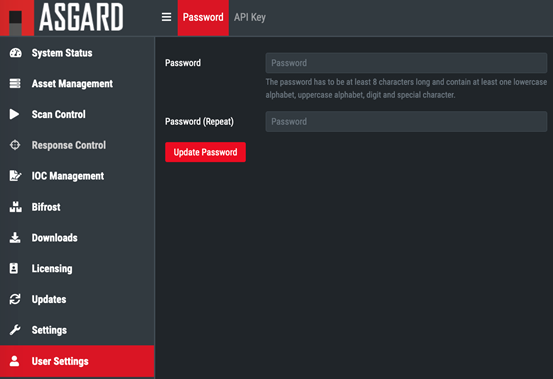 ASGARD
Password API Key
System Status
Asset Management
Scan Control
Response Control
IOC Management
Bifrost
Downloads
Licensing
Updates
Settings
User Settings
Password Password
The password has to be at least 8 characters long and contain at least one lowercase
alphabet, uppercase alphabet, digit and special character.
Password (Repeat) Password
Update Password